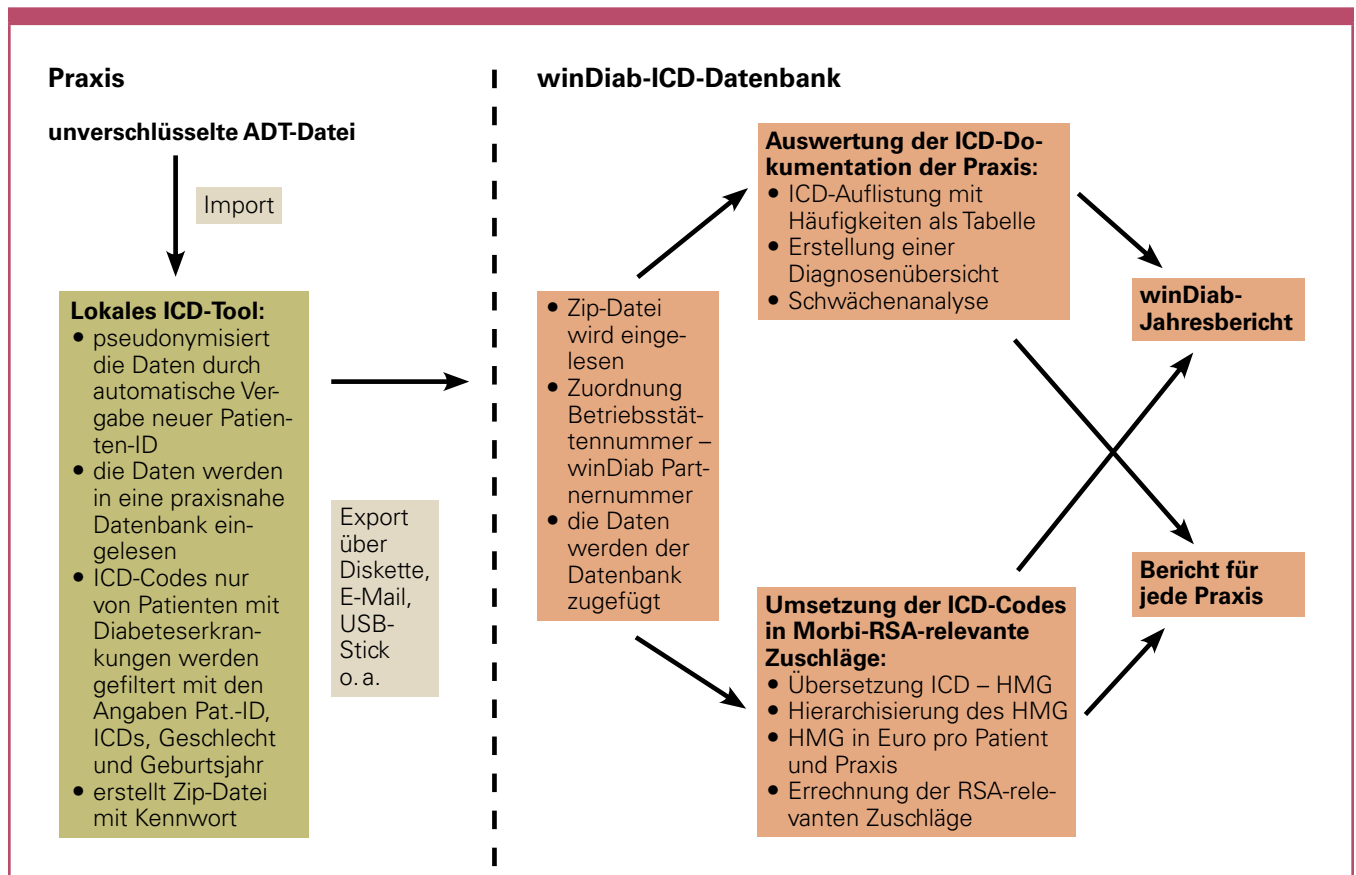 Praxis
unverschlüsselte ADT-Datei
Import
Lokales ICD-Tool:
• pseudonymisiert
die Daten durch
automatische Ver-
gabe neuer Patien-
ten-ID
• die Daten werden
in eine praxisnahe
Datenbank ein-
gelesen
• ICD-Codes nur
von Patienten mit
Diabeteserkran-
kungen werden
gefiltert mit den
Angaben Pat.-ID,
ICDs, Geschlecht
und Geburtsjahr
• erstellt Zip-Datei
mit Kennwort
Export
über
Diskette,
E-Mail,
USB-
Stick
o. a.
winDiab-ICD-Datenbank
• Zip-Datei
wird einge-
lesen
• Zuordnung
Betriebsstät-
tennummer –
winDiab Part-
nernummer
• die Daten
werden der
Datenbank
zugefügt
Auswertung der ICD-Do-
kumentation der Praxis:
• ICD-Auflistung mit
Häufigkeiten als Tabelle
• Erstellung einer
Diagnosenübersicht
• Schwächenanalyse
Umsetzung der ICD-Codes
in Morbi-RSA-relevante
Zuschläge:
• Übersetzung ICD – HMG
• Hierarchisierung des HMG
• HMG in Euro pro Patient
und Praxis
• Errechnung der RSA-rele-
vanten Zuschläge
winDiab-
Jahresbericht
Bericht für
jede Praxis